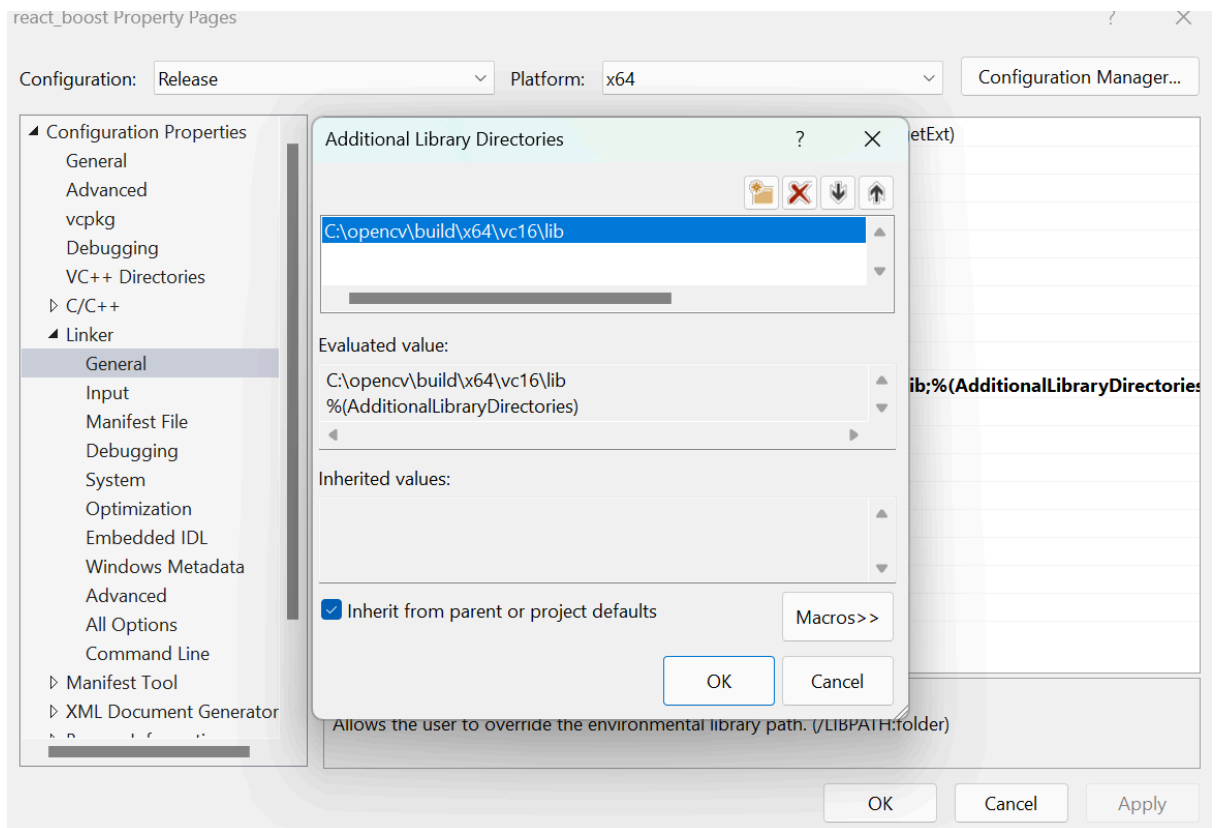 react_boost Property Pages
?
Configuration: Release Platform: x64 Configuration Manager...
Configuration Properties
General
Advanced
vcpkg
Debugging
VC++ Directories
C/C++
Linker
General
Input
Manifest File
Debugging
System
Optimization
Embedded IDL
Windows Metadata
Advanced
All Options
Command Line
Manifest Tool
XML Document Generator
Additional Library Directories ?
C:\opencv\build\x64\vc16\lib
Evaluated value:
C:\opencv\build\x64\vc16\lib
%(AdditionalLibraryDirectories)
Inherited values:
Inherit from parent or project defaults
Macros>>
OK Cancel
etExt)
ib;%(AdditionalLibraryDirectories
Allows the user to override the environmental library path. (/LIBPATH:folder)
OK Cancel Apply